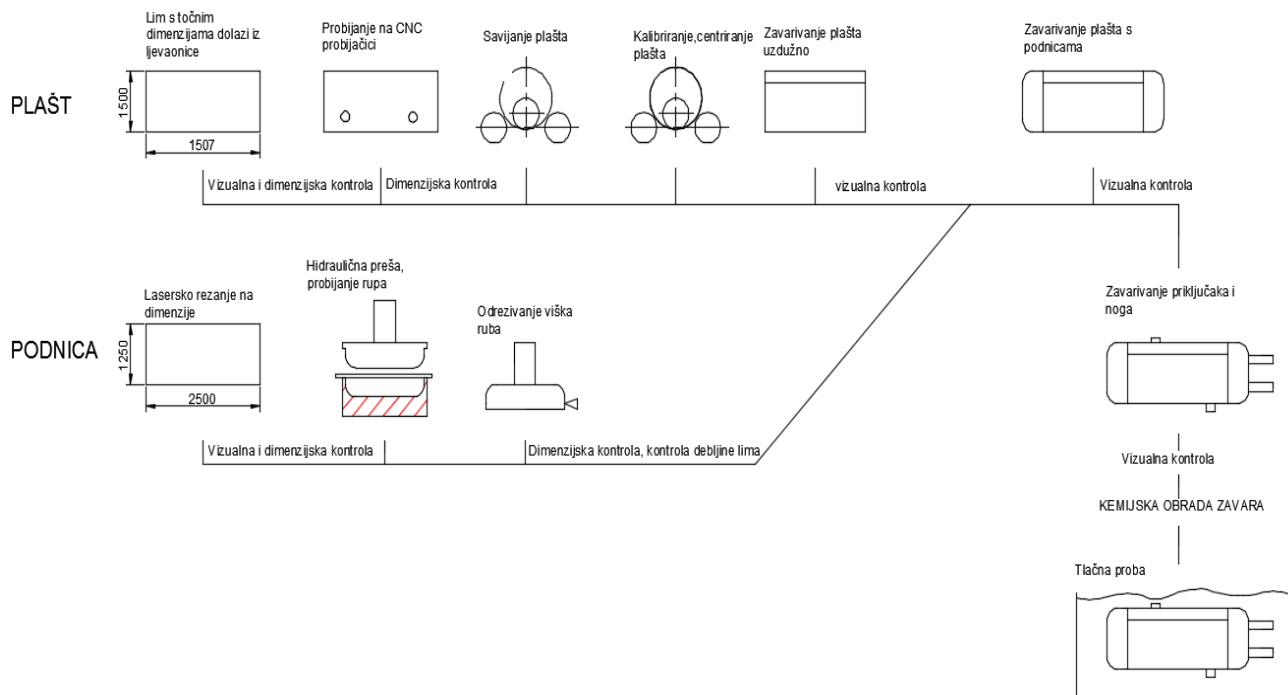 Lim s točnim
dimenzijama dolazi iz
ljevaonice
Probijanje na CNC
probijačici
Savijanje plašta
Kalibriranje,centriranje
plašta
Zavarivanje plašta
uzdužno
Zavarivanje plašta s
podnicama
PLAŠT
1500
1507
Vizualna i dimenzijska kontrola
Dimenzijska kontrola
vizualna kontrola
Vizualna kontrola
Hidraulična preša,
probijanje rupa
Lasersko rezanje na
dimenzije
Odrezivanje viška
ruba
Zavarivanje priključaka i
noga
PODNICA
1250
2500
Vizualna i dimenzijska kontrola
Dimenzijska kontrola, kontrola debljine lima
Vizualna kontrola
KEMIJSKA OBRADA ZAVARA
Tlačna proba